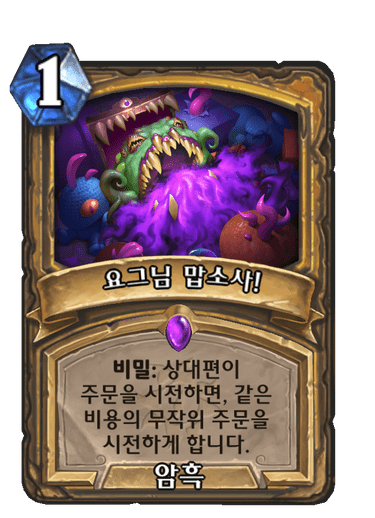 1
요그님 맙소사!
비밀: 상대편이
주문을 시전하면, 같은
비용의 무작위 주문을
시전하게 합니다.
암흑